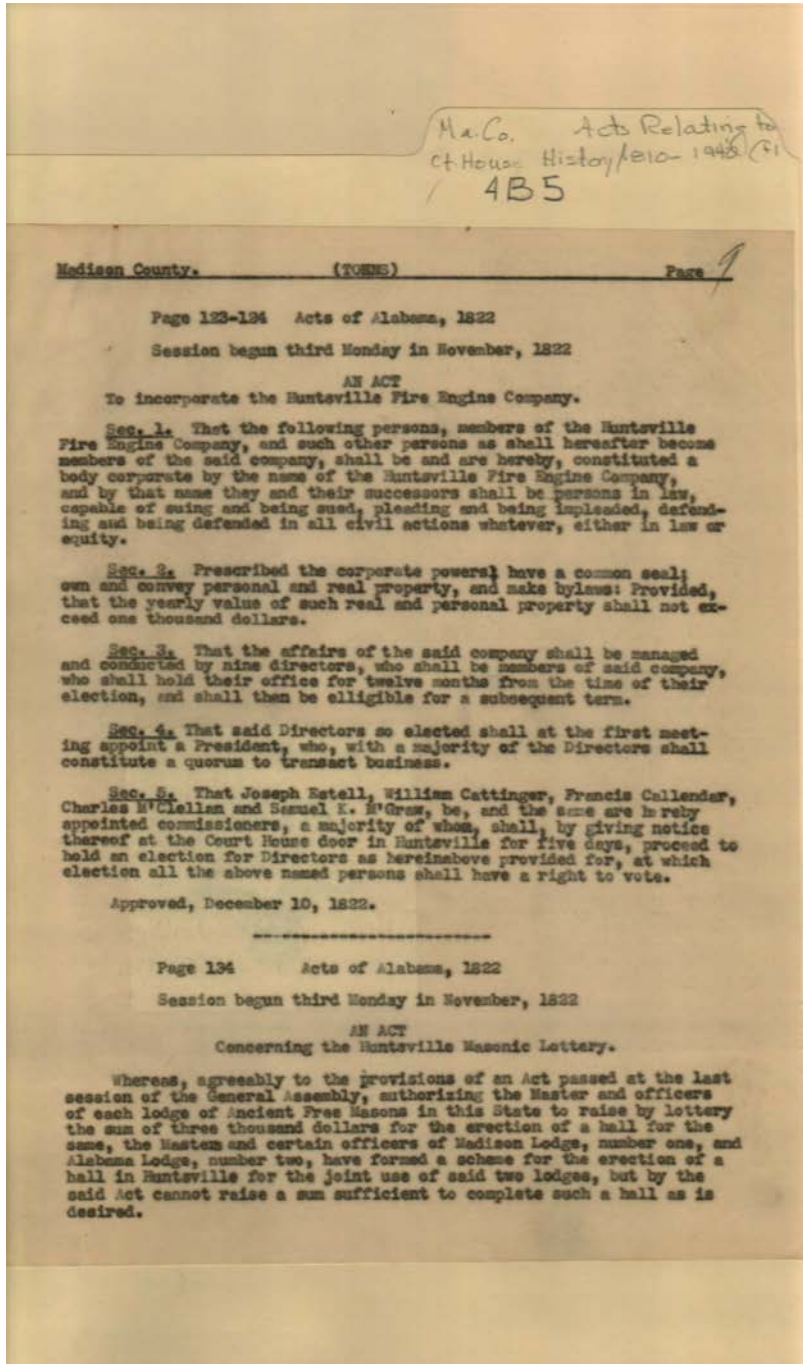 Ma. Co. Acts Relating to
Ct. House History 1810-1948
4B5
Madison County. (TOWNS) Page 9
Page 123-124 Acts of Alabama, 1822
Session begun third Monday in November, 1822
AN ACT
To incorporate the Huntsville Fire Engine Company.
Sec. 1. That the following persons, members of the Huntsville
Fire Engine Company, and such other persons as shall hereafter become
members of the said company, shall be and are hereby, constituted a
body corporate by the name of the Huntsville Fire Engine Company,
and by that name they and their successors shall be persons in law,
capable of suing and being sued, pleading and being impleaded, defend-
ing and being defended in all civil actions whatever, either in law or
equity.
Sec. 2. Prescribed the corporate powers; have a common seal;
own and convey personal and real property, and make bylaws: Provided,
that the yearly value of such real and personal property shall not ex-
ceed one thousand dollars.
Sec. 3. That the affairs of the said company shall be managed
and conducted by nine directors, who shall be members of said company,
who shall hold their office for twelve months from the time of their
election, and shall then be elligible for a subsequent term.
Sec. 4. That said Directors so elected shall at the first meet-
ing appoint a President, who, with a majority of the Directors shall
constitute a quorum to transact business.
Sec. 5. That Joseph Estell, William Cattinger, Francis Callendar,
Charles M'Clellan and Samuel K. M'Graw, be, and the same are hereby
appointed commissioners, a majority of whom, shall, by giving notice
thereof at the Court House door in Huntsville for five days, proceed to
hold an election for Directors as hereinabove provided for, at which
election all the above named persons shall have a right to vote.
Approved, December 10, 1822.
Page 134 Acts of Alabama, 1822
Session begun third Monday in November, 1822
AN ACT
Concerning the Huntsville Masonic Lottery.
Whereas, agreeably to the provisions of an Act passed at the last
session of the General Assembly, authorizing the Master and officers
of each lodge of Ancient Free Masons in this State to raise by lottery
the sum of three thousand dollars for the erection of a hall for the
same, the Masters and certain officers of Madison Lodge, number one, and
Alabama Lodge, number two, have formed a scheme for the erection of a
hall in Huntsville for the joint use of said two lodges, but by the
said Act cannot raise a sum sufficient to complete such a hall as is
desired.